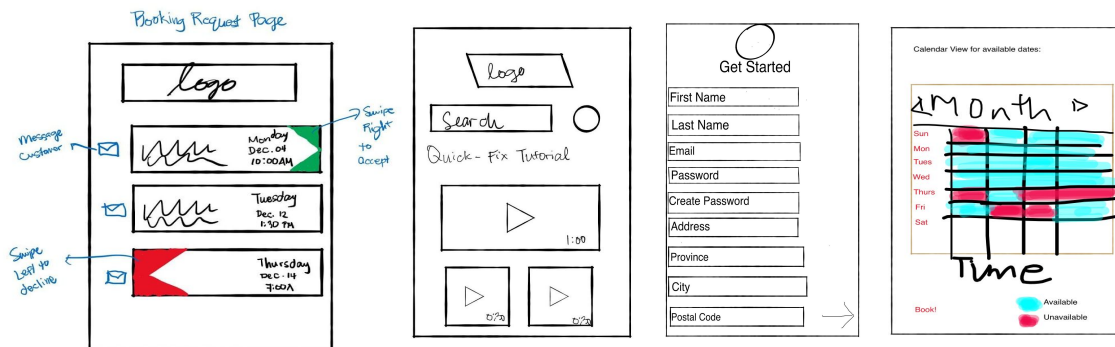 Booking Request Page
logo
Message
Customer
Monday
Dec. 04
10:00AM
Swipe
Right
to
Accept
Tuesday
Dec. 12
1:30 PM
Swipe
Left to
decline
Thursday
Dec. 14
7:00A
logo
Search
Quick-Fix Tutorial
1:00
0:30
0:30
Get Started
First Name
Last Name
Email
Password
Create Password
Address
Province
City
Postal Code
Calendar View for available dates:
Month
Sun
Mon
Tues
Wed
Thurs
Fri
Sat
Time
Book!
Available
Unavailable